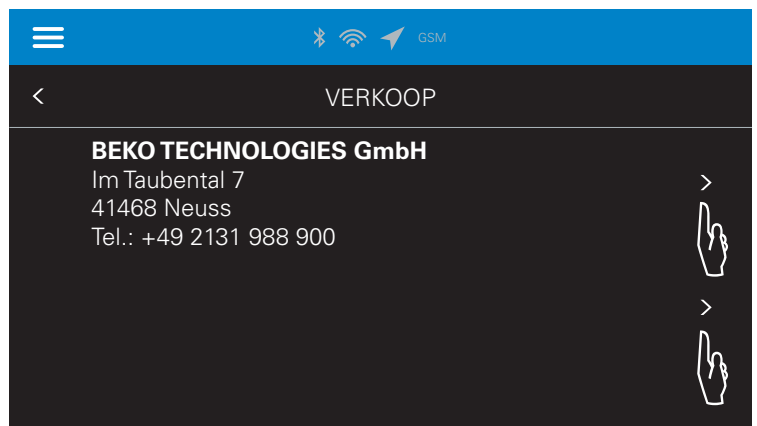 GSM
VERKOOP
BEKO TECHNOLOGIES GmbH
Im Taubental 7
41468 Neuss
Tel.: +49 2131 988 900